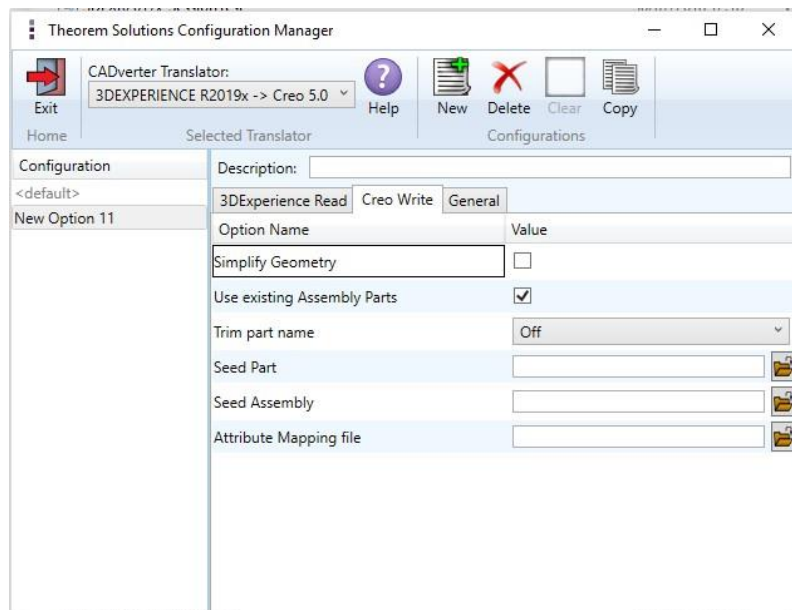 Theorem Solutions Configuration Manager
CADverter Translator:
3DEXPERIENCE R2019x -> Creo 5.0
Exit
Help
New
Delete
Clear
Copy
Home
Selected Translator
Configurations
Configuration
Description:
<default>
New Option 11
3DExperience Read
Creo Write
General
Option Name
Value
Simplify Geometry
Use existing Assembly Parts
Trim part name
Off
Seed Part
Seed Assembly
Attribute Mapping file